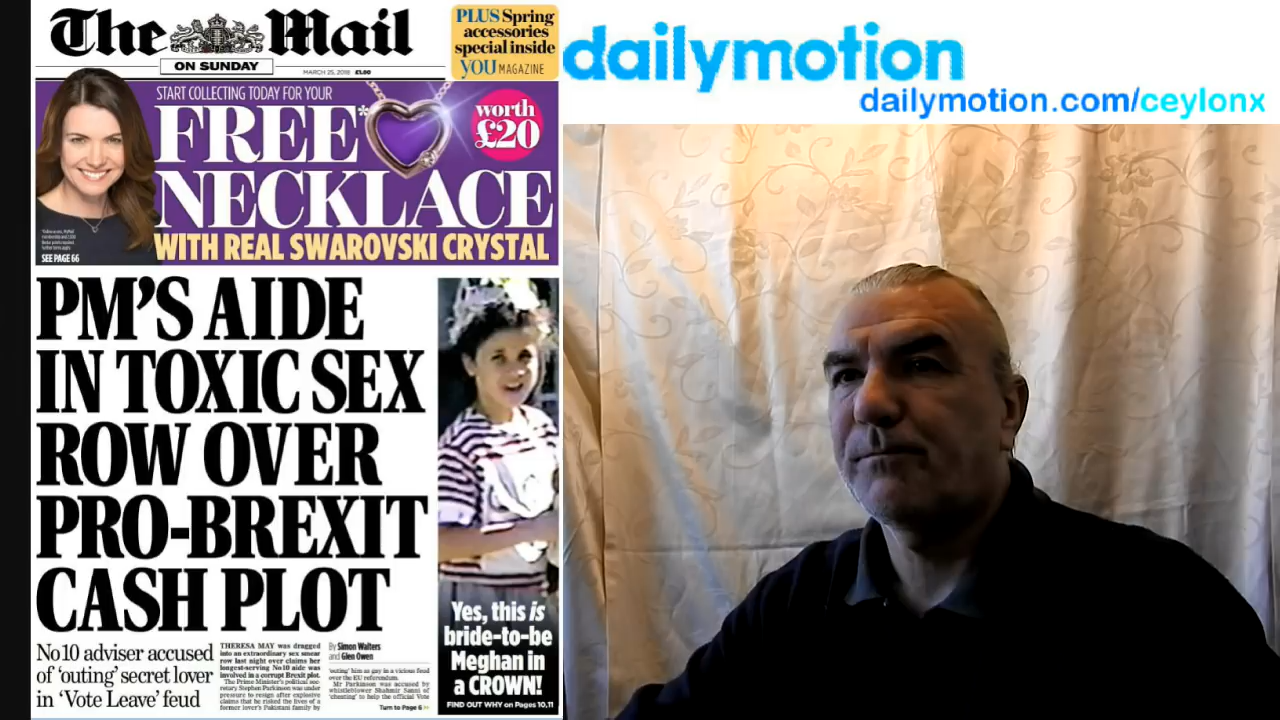 The Mail
ON SUNDAY
MARCH 25, 2018 £1.80
PLUS Spring
accessories
special inside
YOU MAGAZINE
START COLLECTING TODAY FOR YOUR
FREE*
NECKLACE
WITH REAL SWAROVSKI CRYSTAL
worth
£20
SEE PAGE 66
PM'S AIDE
IN TOXIC SEX
ROW OVER
PRO-BREXIT
CASH PLOT
No10 adviser accused
of 'outing' secret lover
in 'Vote Leave' feud
THERESA MAY was dragged
into an extraordinary sex smear
row last night over claims her
longest-serving No10 aide was
involved in a corrupt Brexit plot.
The Prime Minister's political sec-
retary Stephen Parkinson was under
pressure to resign after explosive
claims that he risked the lives of a
former lover's Pakistani family by
By Simon Walters
and Glen Owen
'outing' him as gay in a vicious feud
over the EU referendum.
Mr Parkinson was accused by
whistleblower Shahmir Sanni of
'cheating' to help the official Vote
Turn to Page 6
Yes, this is
bride-to-be
Meghan in
a CROWN!
FIND OUT WHY on Pages 10,11
dailymotion
dailymotion.com/ceylonx